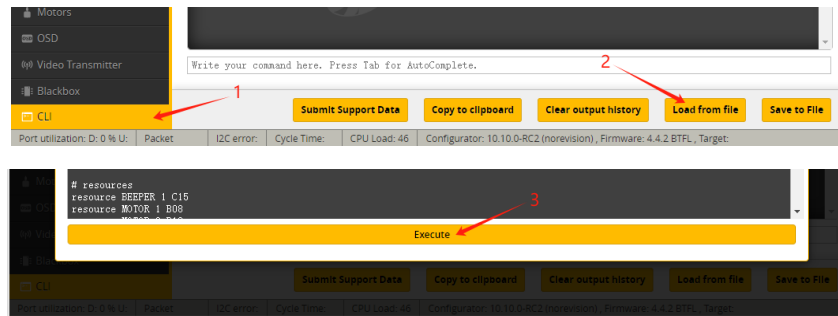 Motors
OSD
Video Transmitter
Write your command here. Press Tab for AutoComplete.
2
Blackbox
1
CLI
Submit Support Data Copy to clipboard Clear output history Load from file Save to File
Port utilization: D: 0 % U: Packet I2C error: Cycle Time: CPU Load: 46 Configurator: 10.10.0-RC2 (norevision) , Firmware: 4.4.2 BTFL , Target:
# resources
resource BEEPER 1 C15
resource MOTOR 1 B08
3
Execute
CLI
Submit Support Data Copy to clipboard Clear output history Load from file Save to File
Port utilization: D: 0 % U: Packet I2C error: Cycle Time: CPU Load: 46 Configurator: 10.10.0-RC2 (norevision) , Firmware: 4.4.2 BTFL , Target: